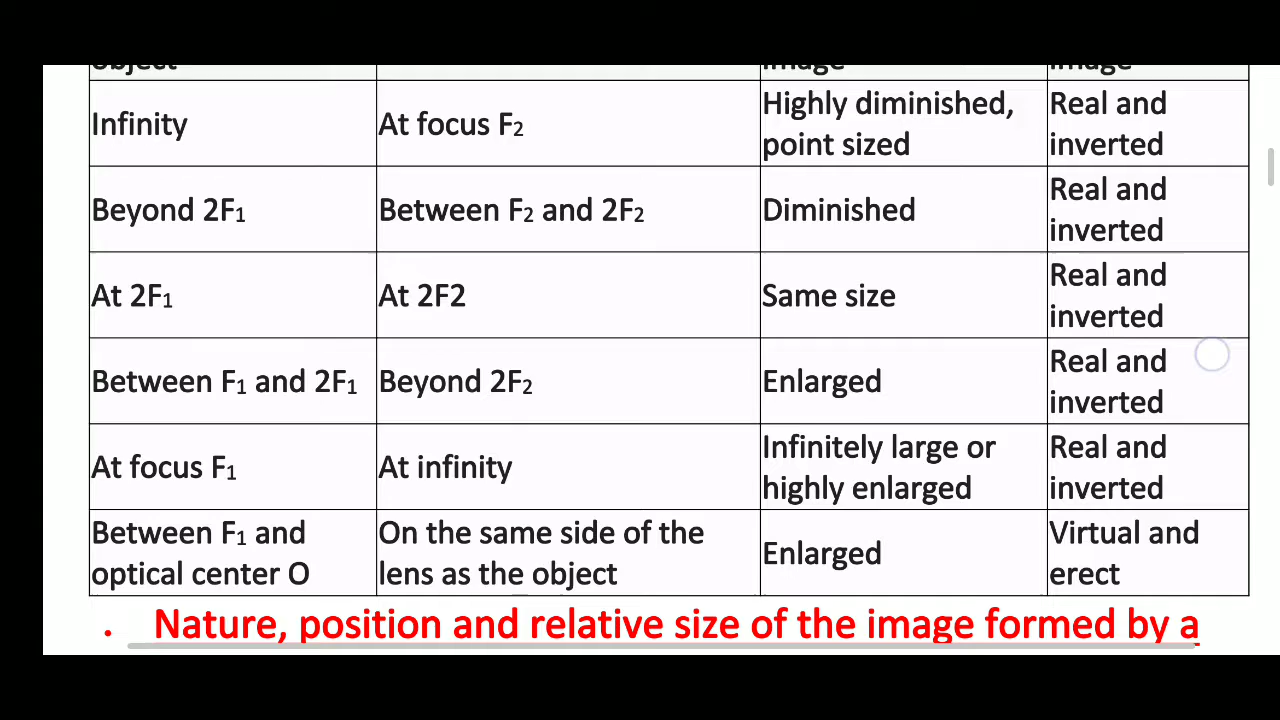 object
image
image
Infinity
At focus F₂
Highly diminished,
point sized
Real and
inverted
Beyond 2F₁
Between F₂ and 2F₂
Diminished
Real and
inverted
At 2F₁
At 2F2
Same size
Real and
inverted
Between F₁ and 2F₁
Beyond 2F₂
Enlarged
Real and
inverted
At focus F₁
At infinity
Infinitely large or
highly enlarged
Real and
inverted
Between F₁ and
optical center O
On the same side of the
lens as the object
Enlarged
Virtual and
erect
• Nature, position and relative size of the image formed by a